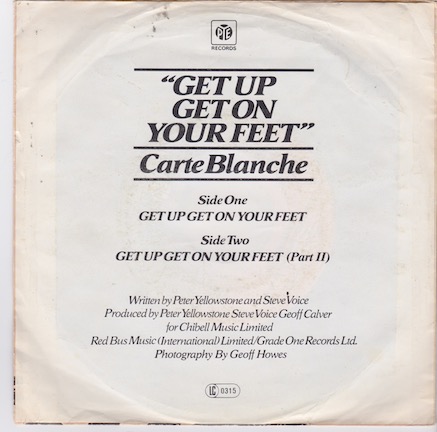 PYE
RECORDS
“GET UP
GET ON
YOUR FEET”
Carte Blanche
Side One
GET UP GET ON YOUR FEET
Side Two
GET UP GET ON YOUR FEET (Part II)
Written by Peter Yellowstone and Steve Voice
Produced by Peter Yellowstone Steve Voice Geoff Calver
for Chibell Music Limited
Red Bus Music (International) Limited/Grade One Records Ltd.
Photography By Geoff Howes
LC 0315